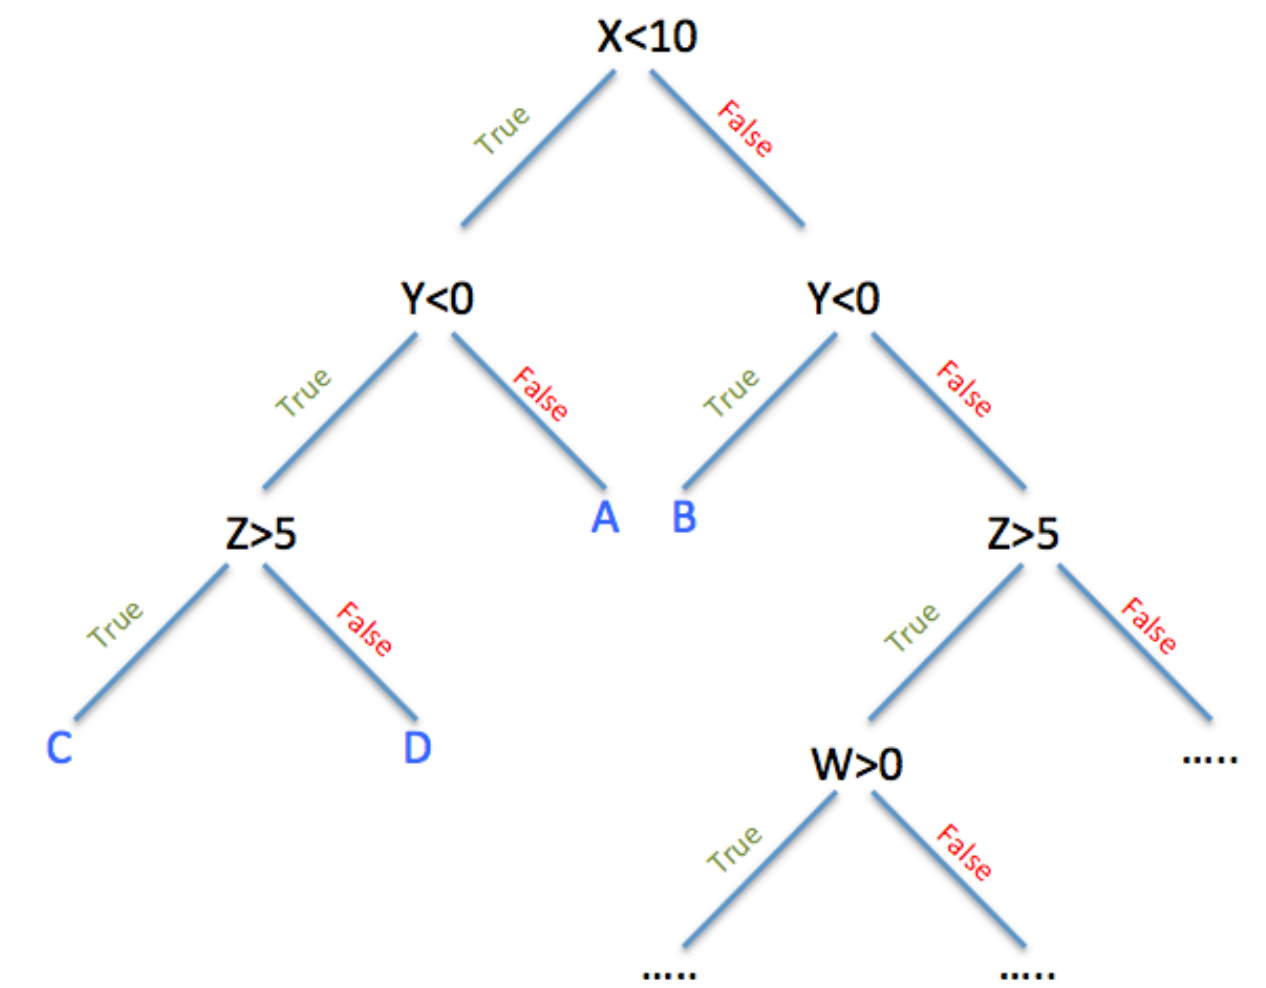 X<10
True
False
Y<0
Y<0
True
False
True
False
A
B
Z>5
Z>5
True
False
True
False
C
D
W>0
.....
True
False
.....
.....